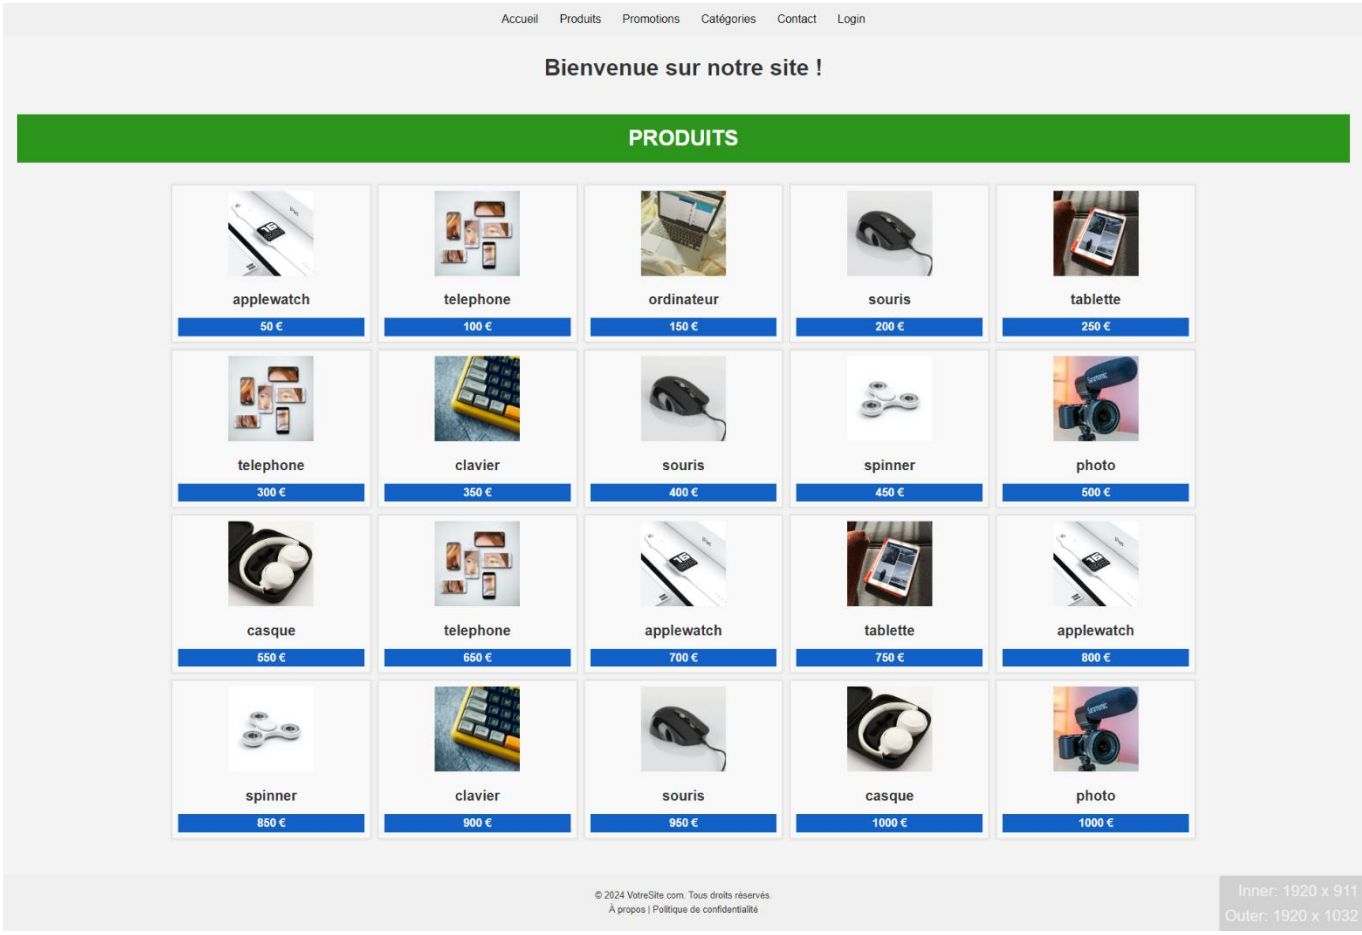 Accueil Produits Promotions Catégories Contact Login
Bienvenue sur notre site !
PRODUITS
applewatch telephone ordinateur souris tablette
50 € 100 € 150 € 200 € 250 €
telephone clavier souris spinner photo
300 € 350 € 400 € 450 € 500 €
casque telephone applewatch tablette applewatch
550 € 650 € 700 € 750 € 800 €
spinner clavier souris casque photo
850 € 900 € 950 € 1000 € 1000 €
© 2024 VotreSite.com. Tous droits réservés.
À propos | Politique de confidentialité
Inner: 1920 x 911
Outer: 1920 x 1032